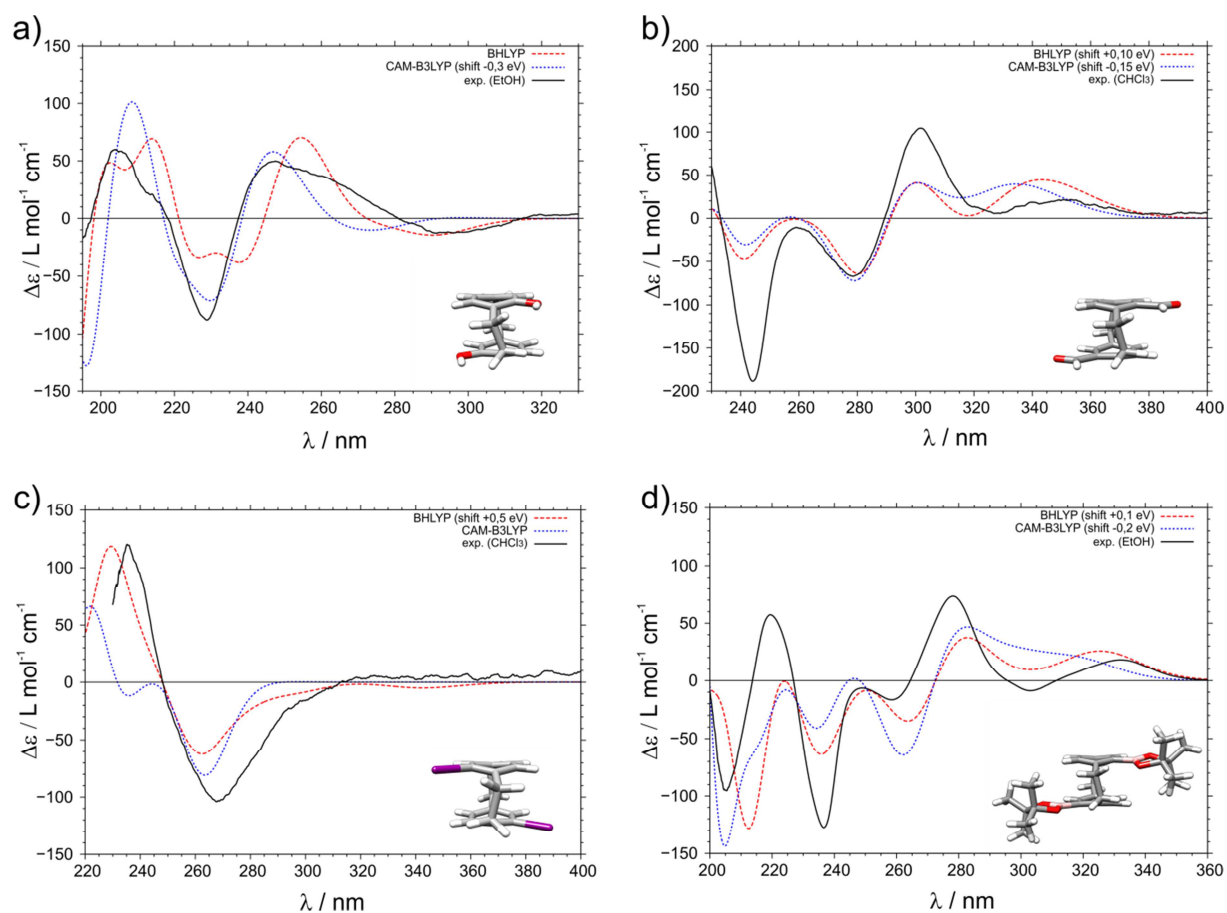 a)
150
100
50
0
−50
−100
−150
Δε / L mol-1 cm-1
BHLYP
CAM-B3LYP (shift -0,3 eV)
exp. (EtOH)
200 220 240 260 280 300 320
λ / nm
b)
200
150
100
50
0
−50
−100
−150
−200
Δε / L mol-1 cm-1
BHLYP (shift +0,10 eV)
CAM-B3LYP (shift -0,15 eV)
exp. (CHCl3)
240 260 280 300 320 340 360 380 400
λ / nm
c)
150
100
50
0
−50
−100
−150
Δε / L mol-1 cm-1
BHLYP (shift +0,5 eV)
CAM-B3LYP
exp. (CHCl3)
220 240 260 280 300 320 340 360 380 400
λ / nm
d)
150
100
50
0
−50
−100
−150
Δε / L mol-1 cm-1
BHLYP (shift +0,1 eV)
CAM-B3LYP (shift -0,2 eV)
exp. (EtOH)
200 220 240 260 280 300 320 340 360
λ / nm